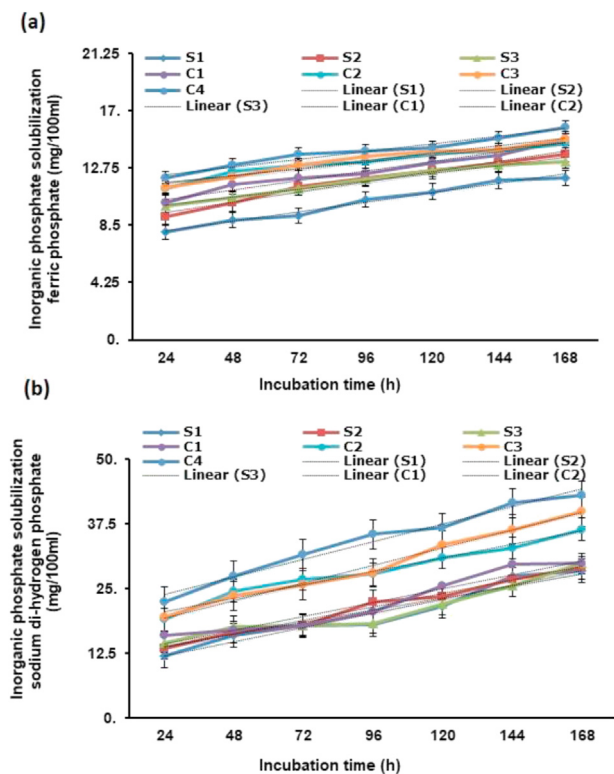 (a)
Inorganic phosphate solubilization
ferric phosphate (mg/100ml)
21.25
17.
12.75
8.5
4.25
0.
S1 S2 S3
C1 C2 C3
C4 Linear (S1) Linear (S2)
Linear (S3) Linear (C1) Linear (C2)
24 48 72 96 120 144 168
Incubation time (h)
(b)
Inorganic phosphate solubilization
sodium di-hydrogen phosphate
(mg/100ml)
50.
37.5
25.
12.5
0.
S1 S2 S3
C1 C2 C3
C4 Linear (S1) Linear (S2)
Linear (S3) Linear (C1) Linear (C2)
24 48 72 96 120 144 168
Incubation time (h)